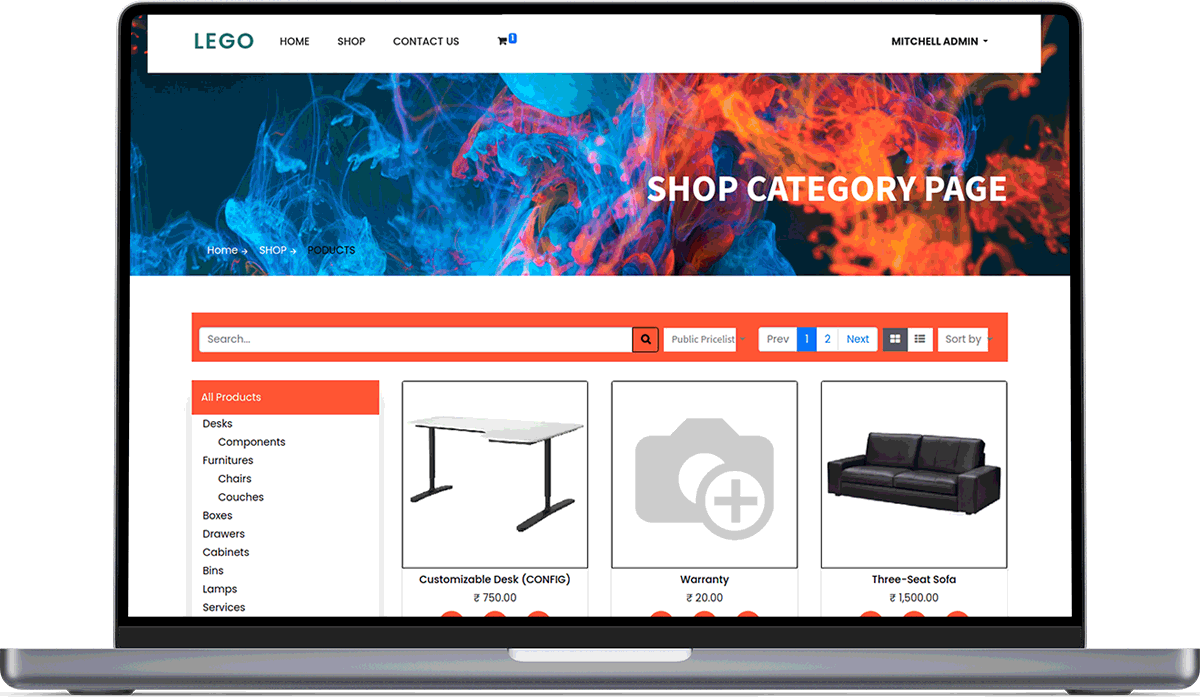 LEGO HOME SHOP CONTACT US 1 MITCHELL ADMIN
SHOP CATEGORY PAGE
Home SHOP PODUCTS
Search... Public Pricelist Prev 1 2 Next Sort by
All Products
Desks
Components
Furnitures
Chairs
Couches
Boxes
Drawers
Cabinets
Bins
Lamps
Services
Customizable Desk (CONFIG)
₹ 750.00
Warranty
₹ 20.00
Three-Seat Sofa
₹ 1,500.00